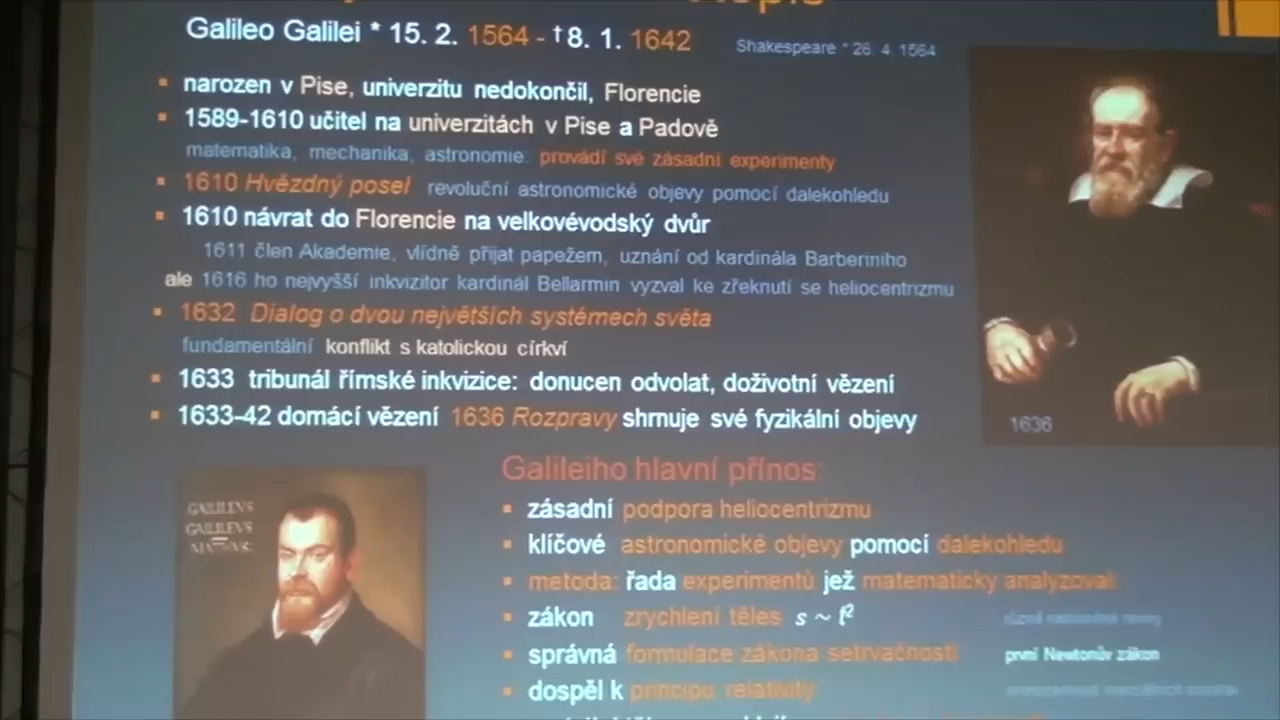 Galileo Galilei * 15. 2. 1564 - †8. 1. 1642 Shakespeare * 26. 4. 1564
narozen v Pise, univerzitu nedokončil, Florencie
1589-1610 učitel na univerzitách v Pise a Padově
matematika, mechanika, astronomie: provádí své zásadní experimenty
1610 Hvězdný posel revoluční astronomické objevy pomocí dalekohledu
1610 návrat do Florencie na velkovévodský dvůr
1611 člen Akademie, vlídně přijat papežem, uznání od kardinála Barberiniho
ale 1616 ho nejvyšší inkvizitor kardinál Bellarmin vyzval ke zřeknutí se heliocentrizmu
1632 Dialog o dvou největších systémech světa
fundamentální konflikt s katolickou církví
1633 tribunál římské inkvizice: donucen odvolat, doživotní vězení
1633-42 domácí vězení 1636 Rozpravy shrnuje své fyzikální objevy
1636
GALILEVS
GALILEVS
Galileiho hlavní přínos:
zásadní podpora heliocentrizmu
klíčové astronomické objevy pomocí dalekohledu
metoda: řada experimentů jež matematicky analyzoval
zákon zrychlení těles s ~ t²
správná formulace zákona setrvačnosti první Newtonův zákon
dospěl k principu relativity